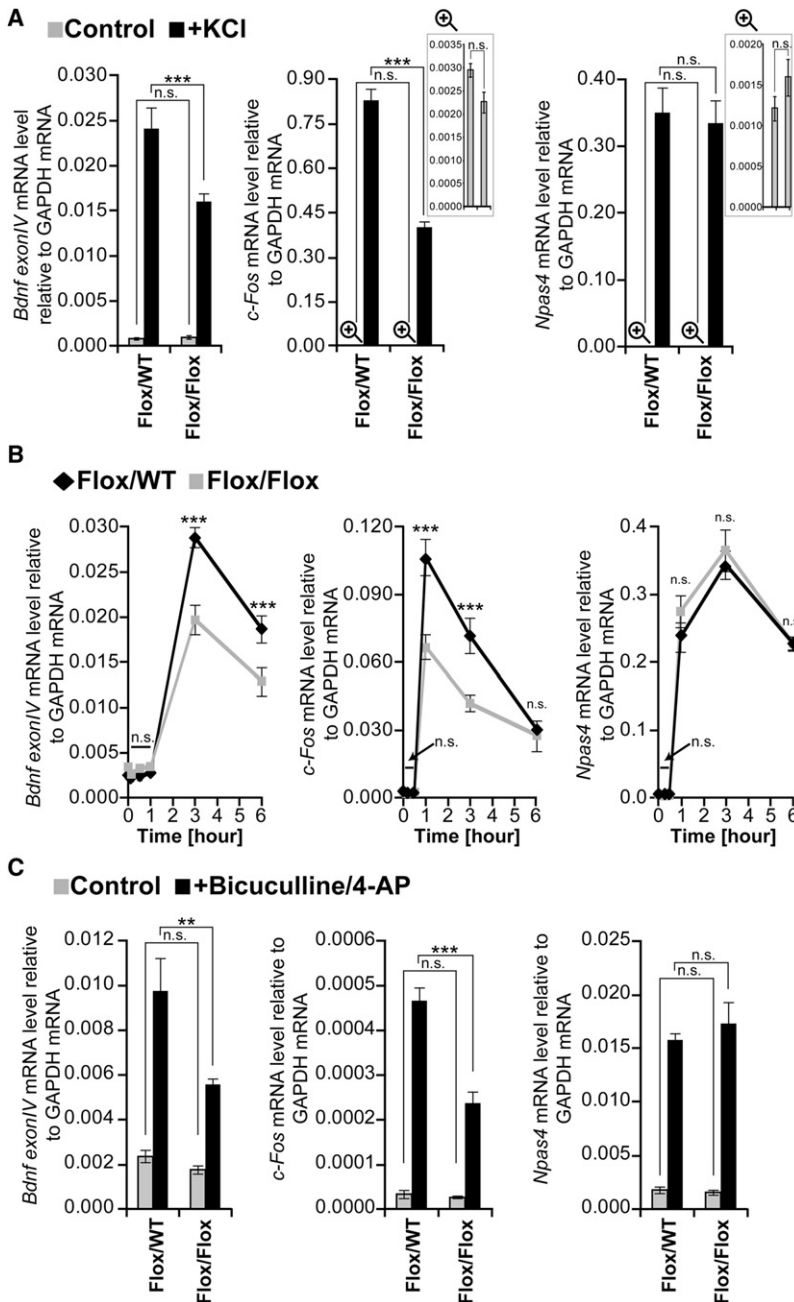 A
Control +KCl
Bdnf exonIV mRNA level
relative to GAPDH mRNA
0.030
0.025
0.020
0.015
0.010
0.005
0.000
***
n.s.
Flox/WT
Flox/Flox
c-Fos mRNA level relative
to GAPDH mRNA
0.90
0.75
0.60
0.45
0.30
0.15
0.00
***
n.s.
Flox/WT
Flox/Flox
0.0035
0.0030
0.0025
0.0020
0.0015
0.0010
0.0005
0.0000
n.s.
Npas4 mRNA level relative
to GAPDH mRNA
0.40
0.30
0.20
0.10
0.00
n.s.
n.s.
Flox/WT
Flox/Flox
0.0020
0.0015
0.0010
0.0005
0.0000
n.s.
B
Flox/WT Flox/Flox
Bdnf exonIV mRNA level relative
to GAPDH mRNA
0.030
0.025
0.020
0.015
0.010
0.005
0.000
***
***
n.s.
0 1 3 6
Time [hour]
c-Fos mRNA level relative
to GAPDH mRNA
0.120
0.090
0.060
0.030
0.000
***
***
n.s.
n.s.
0 1 3 6
Time [hour]
Npas4 mRNA level relative
to GAPDH mRNA
0.4
0.3
0.2
0.1
0.0
n.s.
n.s.
n.s
n.s.
0 1 3 6
Time [hour]
C
Control +Bicuculline/4-AP
Bdnf exonIV mRNA level relative
to GAPDH mRNA
0.012
0.010
0.008
0.006
0.004
0.002
0.000
**
n.s.
Flox/WT
Flox/Flox
c-Fos mRNA level relative to
GAPDH mRNA
0.0006
0.0005
0.0004
0.0003
0.0002
0.0001
0.0000
***
n.s.
Flox/WT
Flox/Flox
Npas4 mRNA level relative to
GAPDH mRNA
0.025
0.020
0.015
0.010
0.005
0.000
n.s.
n.s.
Flox/WT
Flox/Flox